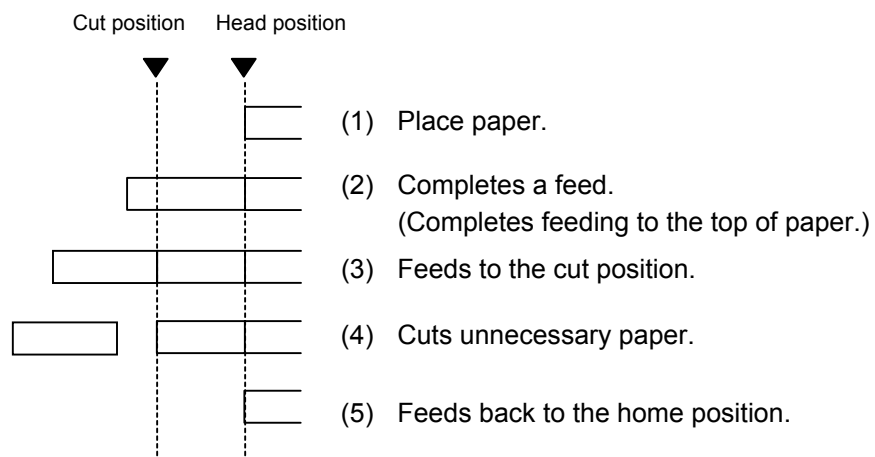 Cut position Head position
(1) Place paper.
(2) Completes a feed.
(Completes feeding to the top of paper.)
(3) Feeds to the cut position.
(4) Cuts unnecessary paper.
(5) Feeds back to the home position.